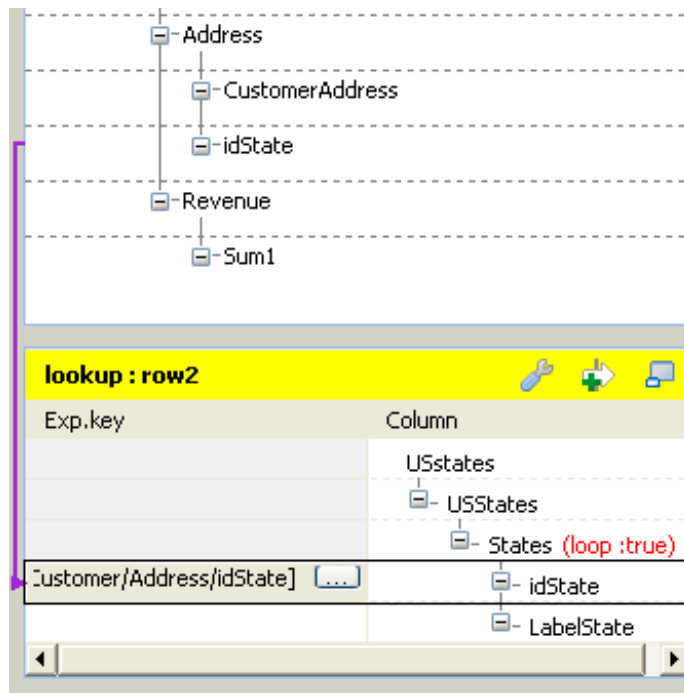 Address
CustomerAddress
idState
Revenue
Sum1
lookup : row2
Exp.key Column
USstates
USStates
States (loop :true)
Customer/Address/idState] ... idState
LabelState